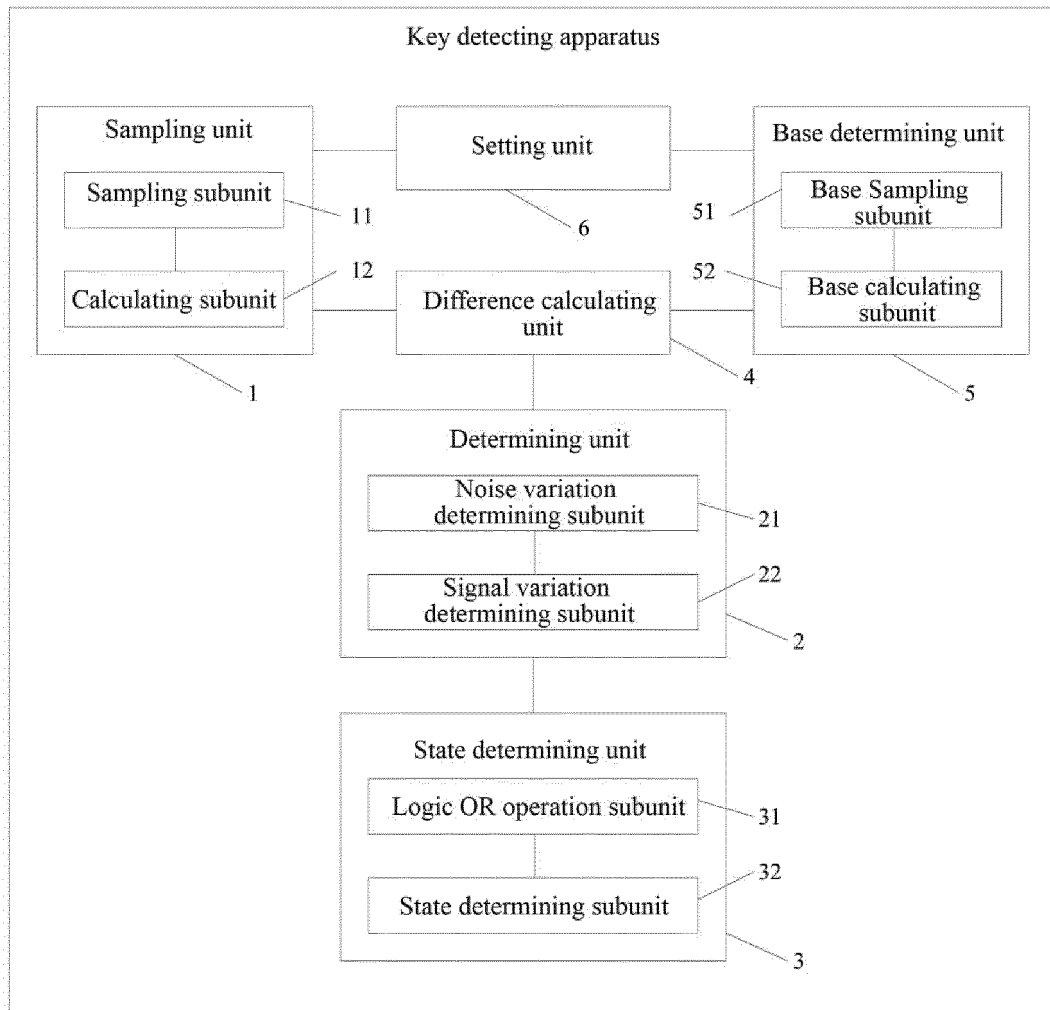 Key detecting apparatus
Sampling unit
Sampling subunit
11
Calculating subunit
12
1
Setting unit
6
Base determining unit
51
Base Sampling
subunit
52
Base calculating
subunit
5
Difference calculating
unit
4
Determining unit
Noise variation
determining subunit
21
Signal variation
determining subunit
22
2
State determining unit
Logic OR operation subunit
31
State determining subunit
32
3